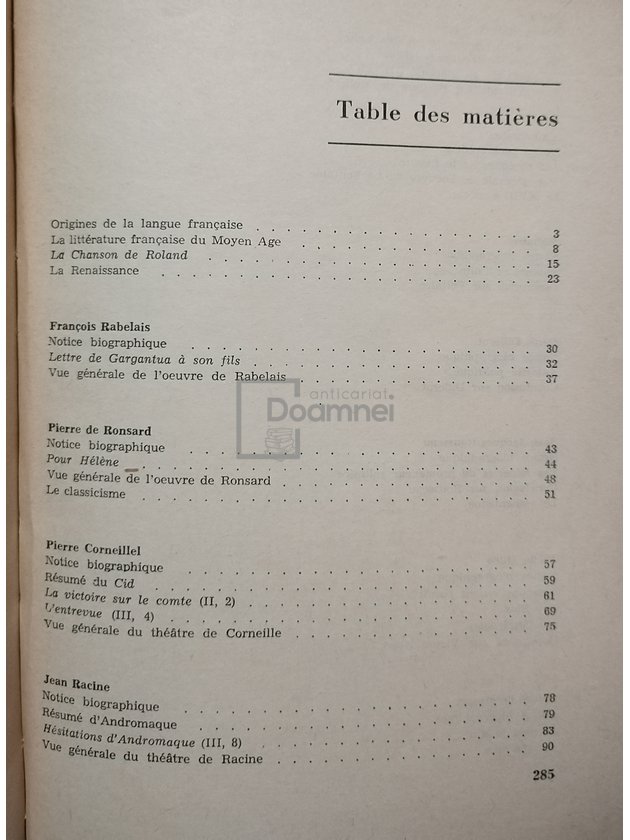 Table des matières
Origines de la langue française . . . . . . . . . . . . . . . . . . 3
La littérature française du Moyen Age . . . . . . . . . . . . . . . 8
La Chanson de Roland . . . . . . . . . . . . . . . . . . . . . 15
La Renaissance . . . . . . . . . . . . . . . . . . . . . . . . 23
François Rabelais
Notice biographique . . . . . . . . . . . . . . . . . . . . . . 30
Lettre de Gargantua à son fils . . . . . . . . . . . . . . . . . . 32
Vue générale de l'oeuvre de Rabelais . . . . . . . . . . . . . . . 37
anticariat
Doamnei
Pierre de Ronsard
Notice biographique . . . . . . . . . . . . . . . . . . . . . . 43
Pour Hélène . . . . . . . . . . . . . . . . . . . . . . . . . 44
Vue générale de l'oeuvre de Ronsard . . . . . . . . . . . . . . . 48
Le classicisme . . . . . . . . . . . . . . . . . . . . . . . . 51
Pierre Corneillel
Notice biographique . . . . . . . . . . . . . . . . . . . . . . 57
Résumé du Cid . . . . . . . . . . . . . . . . . . . . . . . . 59
La victoire sur le comte (II, 2) . . . . . . . . . . . . . . . . . . 61
L'entrevue (III, 4) . . . . . . . . . . . . . . . . . . . . . . . 69
Vue générale du théâtre de Corneille . . . . . . . . . . . . . . . 75
Jean Racine
Notice biographique . . . . . . . . . . . . . . . . . . . . . . 78
Résumé d'Andromaque . . . . . . . . . . . . . . . . . . . . . 79
Hésitations d'Andromaque (III, 8) . . . . . . . . . . . . . . . . . 83
Vue générale du théâtre de Racine . . . . . . . . . . . . . . . . 90
285